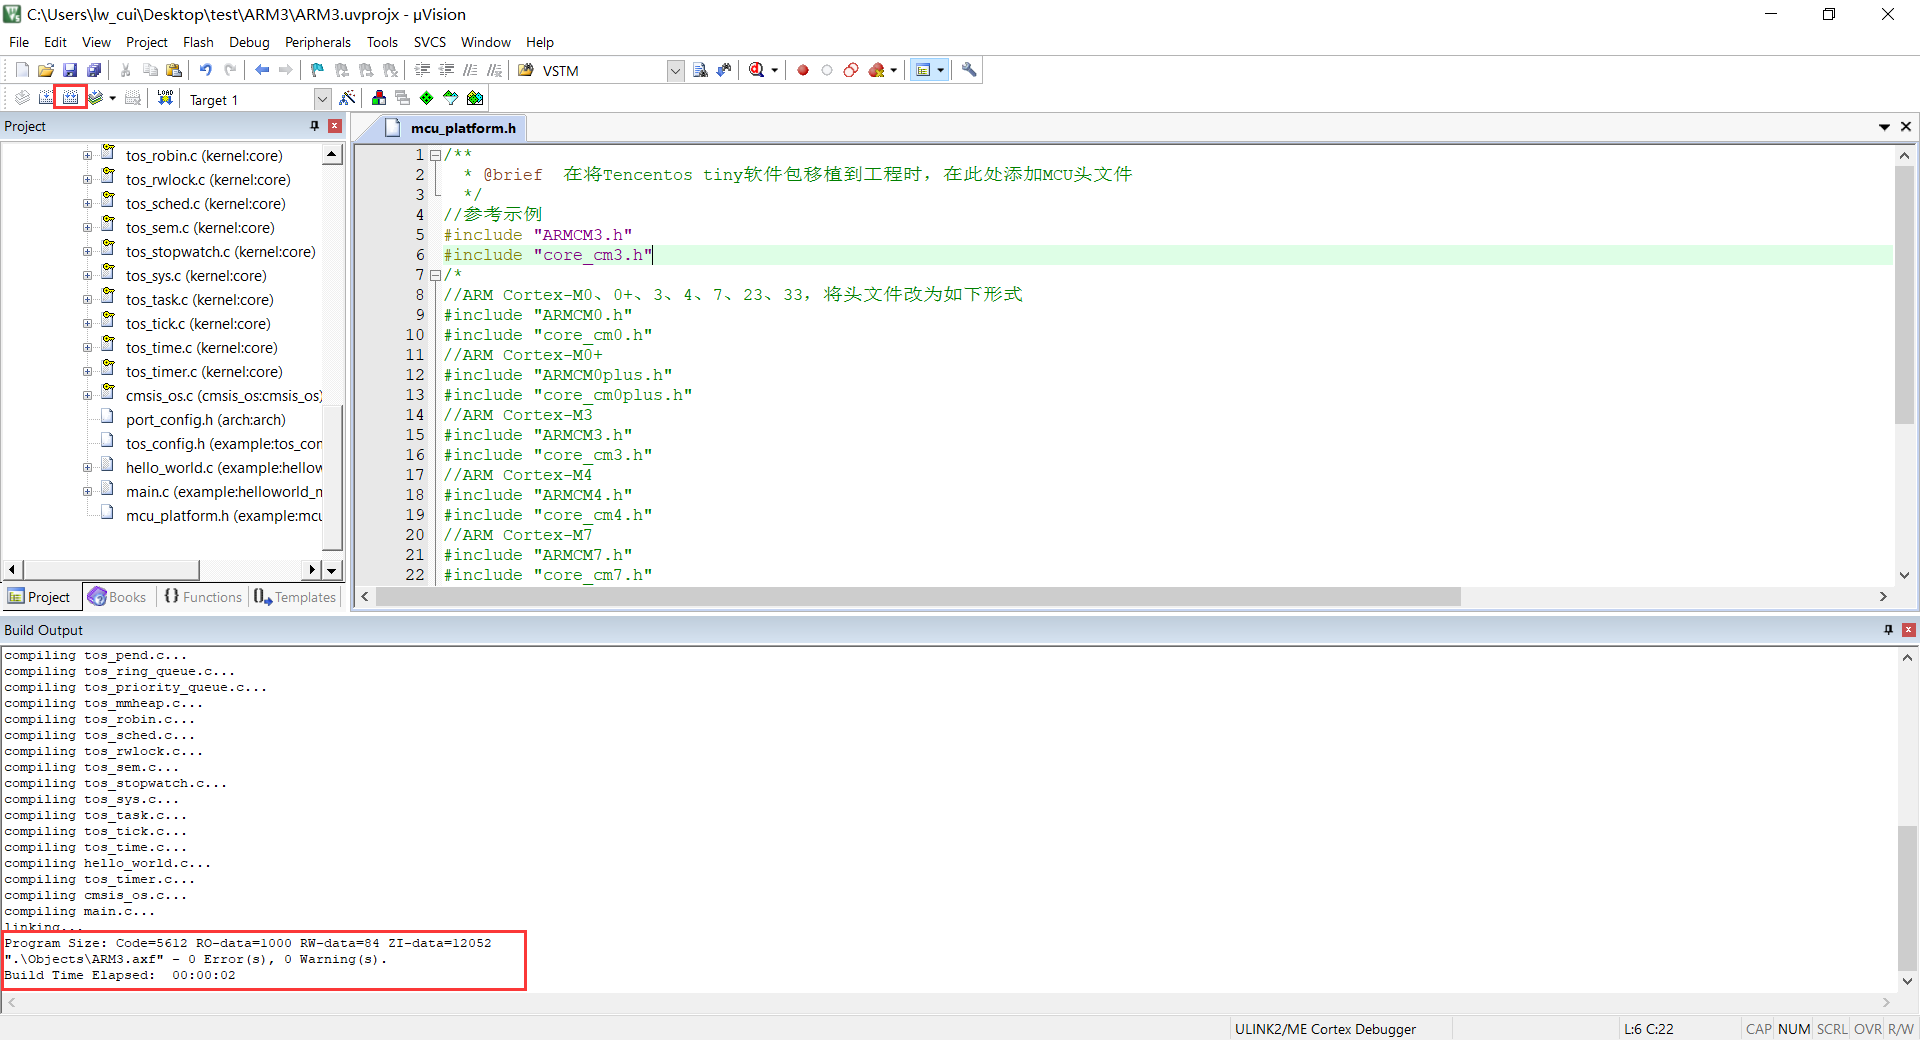 C:\Users\lw_cui\Desktop\test\ARM3\ARM3.uvprojx - µVision
File Edit View Project Flash Debug Peripherals Tools SVCS Window Help
VSTM
LOAD
Target 1
Project
tos_robin.c (kernel:core)
tos_rwlock.c (kernel:core)
tos_sched.c (kernel:core)
tos_sem.c (kernel:core)
tos_stopwatch.c (kernel:core)
tos_sys.c (kernel:core)
tos_task.c (kernel:core)
tos_tick.c (kernel:core)
tos_time.c (kernel:core)
tos_timer.c (kernel:core)
cmsis_os.c (cmsis_os:cmsis_os)
port_config.h (arch:arch)
tos_config.h (example:tos_con
hello_world.c (example:hellow
main.c (example:helloworld_m
mcu_platform.h (example:mcu
Project Books Functions Templates
mcu_platform.h
1 /**
2 * @brief 在将Tencentos tiny软件包移植到工程时，在此处添加MCU头文件
3 */
4 //参考示例
5 #include "ARMCM3.h"
6 #include "core_cm3.h"
7 /*
8 //ARM Cortex-M0、0+、3、4、7、23、33，将头文件改为如下形式
9 #include "ARMCM0.h"
10 #include "core_cm0.h"
11 //ARM Cortex-M0+
12 #include "ARMCM0plus.h"
13 #include "core_cm0plus.h"
14 //ARM Cortex-M3
15 #include "ARMCM3.h"
16 #include "core_cm3.h"
17 //ARM Cortex-M4
18 #include "ARMCM4.h"
19 #include "core_cm4.h"
20 //ARM Cortex-M7
21 #include "ARMCM7.h"
22 #include "core_cm7.h"
Build Output
compiling tos_pend.c...
compiling tos_ring_queue.c...
compiling tos_priority_queue.c...
compiling tos_mmheap.c...
compiling tos_robin.c...
compiling tos_sched.c...
compiling tos_rwlock.c...
compiling tos_sem.c...
compiling tos_stopwatch.c...
compiling tos_sys.c...
compiling tos_task.c...
compiling tos_tick.c...
compiling tos_time.c...
compiling hello_world.c...
compiling tos_timer.c...
compiling cmsis_os.c...
compiling main.c...
linking...
Program Size: Code=5612 RO-data=1000 RW-data=84 ZI-data=12052
".\Objects\ARM3.axf" - 0 Error(s), 0 Warning(s).
Build Time Elapsed:  00:00:02
ULINK2/ME Cortex Debugger L:6 C:22 CAP NUM SCRL OVR R/W